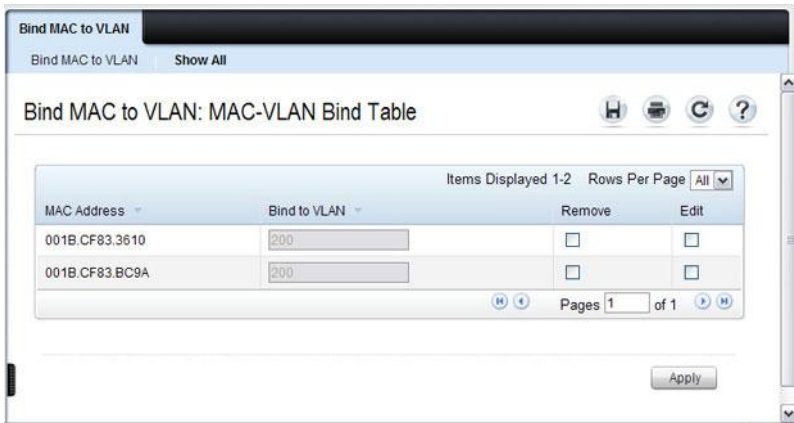 Bind MAC to VLAN
Bind MAC to VLAN Show All
Bind MAC to VLAN: MAC-VLAN Bind Table ?
Items Displayed 1-2 Rows Per Page All
MAC Address Bind to VLAN Remove Edit
001B.CF83.3610 200
001B.CF83.BC9A 200
Pages 1 of 1
Apply